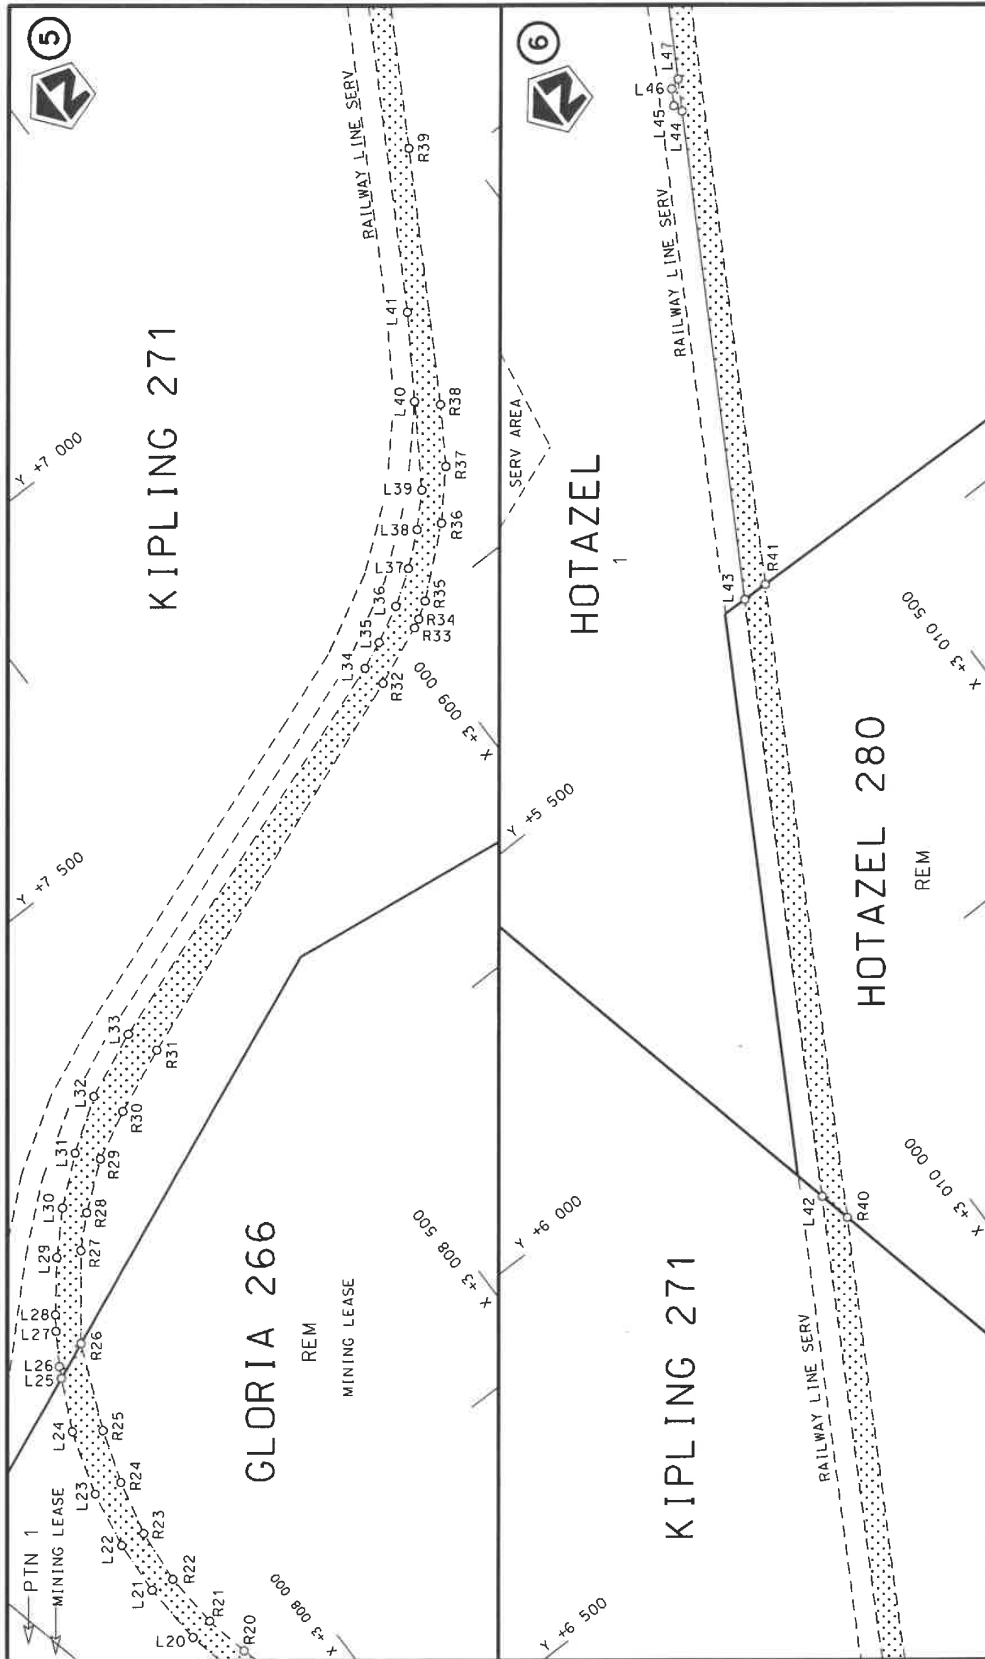 5
PTN 1
MINING LEASE
KIPLING 271
GLORIA 266
REM
MINING LEASE
RAILWAY LINE SERV
Y +7 500
Y +7 000
X +3 008 000
X +3 008 500
X +3 009 000
L20
L21
L22
L23
L24
L25
L26
L27
L28
L29
L30
L31
L32
L33
L34
L35
L36
L37
L38
L39
L40
L41
R20
R21
R22
R23
R24
R25
R26
R27
R28
R29
R30
R31
R32
R33
R34
R35
R36
R37
R38
R39
6
SERV AREA
HOTAZEL
1
KIPLING 271
HOTAZEL 280
REM
RAILWAY LINE SERV
RAILWAY LINE SERV
Y +6 500
Y +6 000
Y +5 500
X +3 010 000
X +3 010 500
L42
L43
L44
L45
L46
L47
R40
R41